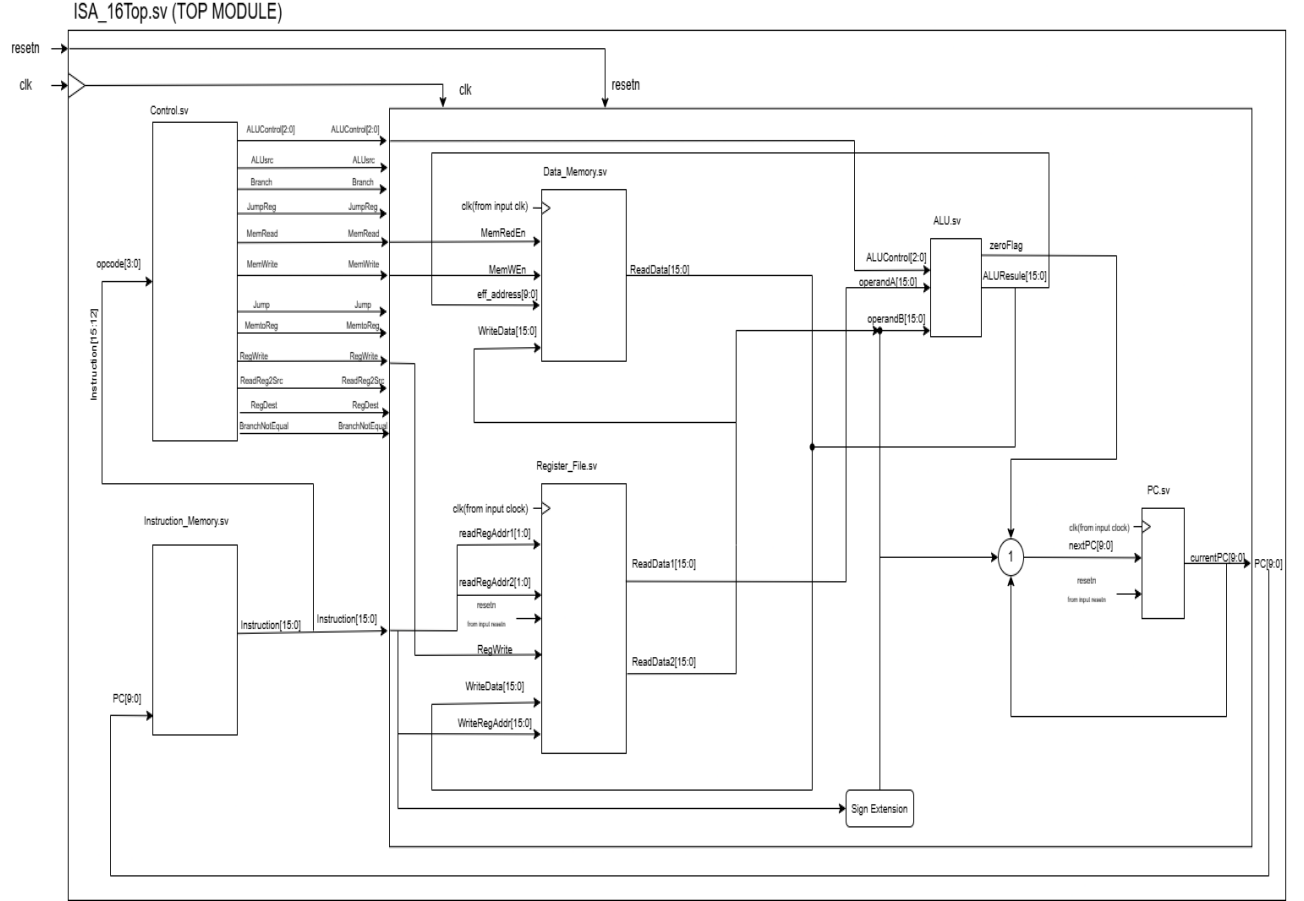 ISA_16Top.sv (TOP MODULE)
resetn
clk
clk
resetn
Control.sv
ALUControl[2:0]
ALUControl[2:0]
ALUsrc
ALUsrc
Branch
Branch
JumpReg
JumpReg
MemRead
MemRead
MemWrite
MemWrite
Jump
Jump
MemtoReg
MemtoReg
RegWrite
RegWrite
ReadReg2Src
ReadReg2Src
RegDest
RegDest
BranchNotEqual
BranchNotEqual
opcode[3:0]
Instruction[15:12]
Instruction_Memory.sv
Instruction[15:0]
Instruction[15:0]
PC[9:0]
Data_Memory.sv
clk(from input clk)
MemRedEn
MemWEn
eff_address[9:0]
WriteData[15:0]
ReadData[15:0]
Register_File.sv
clk(from input clock)
readRegAddr1[1:0]
readRegAddr2[1:0]
resetn
from input resetn
RegWrite
WriteData[15:0]
WriteRegAddr[15:0]
ReadData1[15:0]
ReadData2[15:0]
ALU.sv
ALUControl[2:0]
operandA[15:0]
operandB[15:0]
zeroFlag
ALUResule[15:0]
PC.sv
clk(from input clock)
nextPC[9:0]
resetn
from input resetn
currentPC[9:0]
PC[9:0]
1
Sign Extension